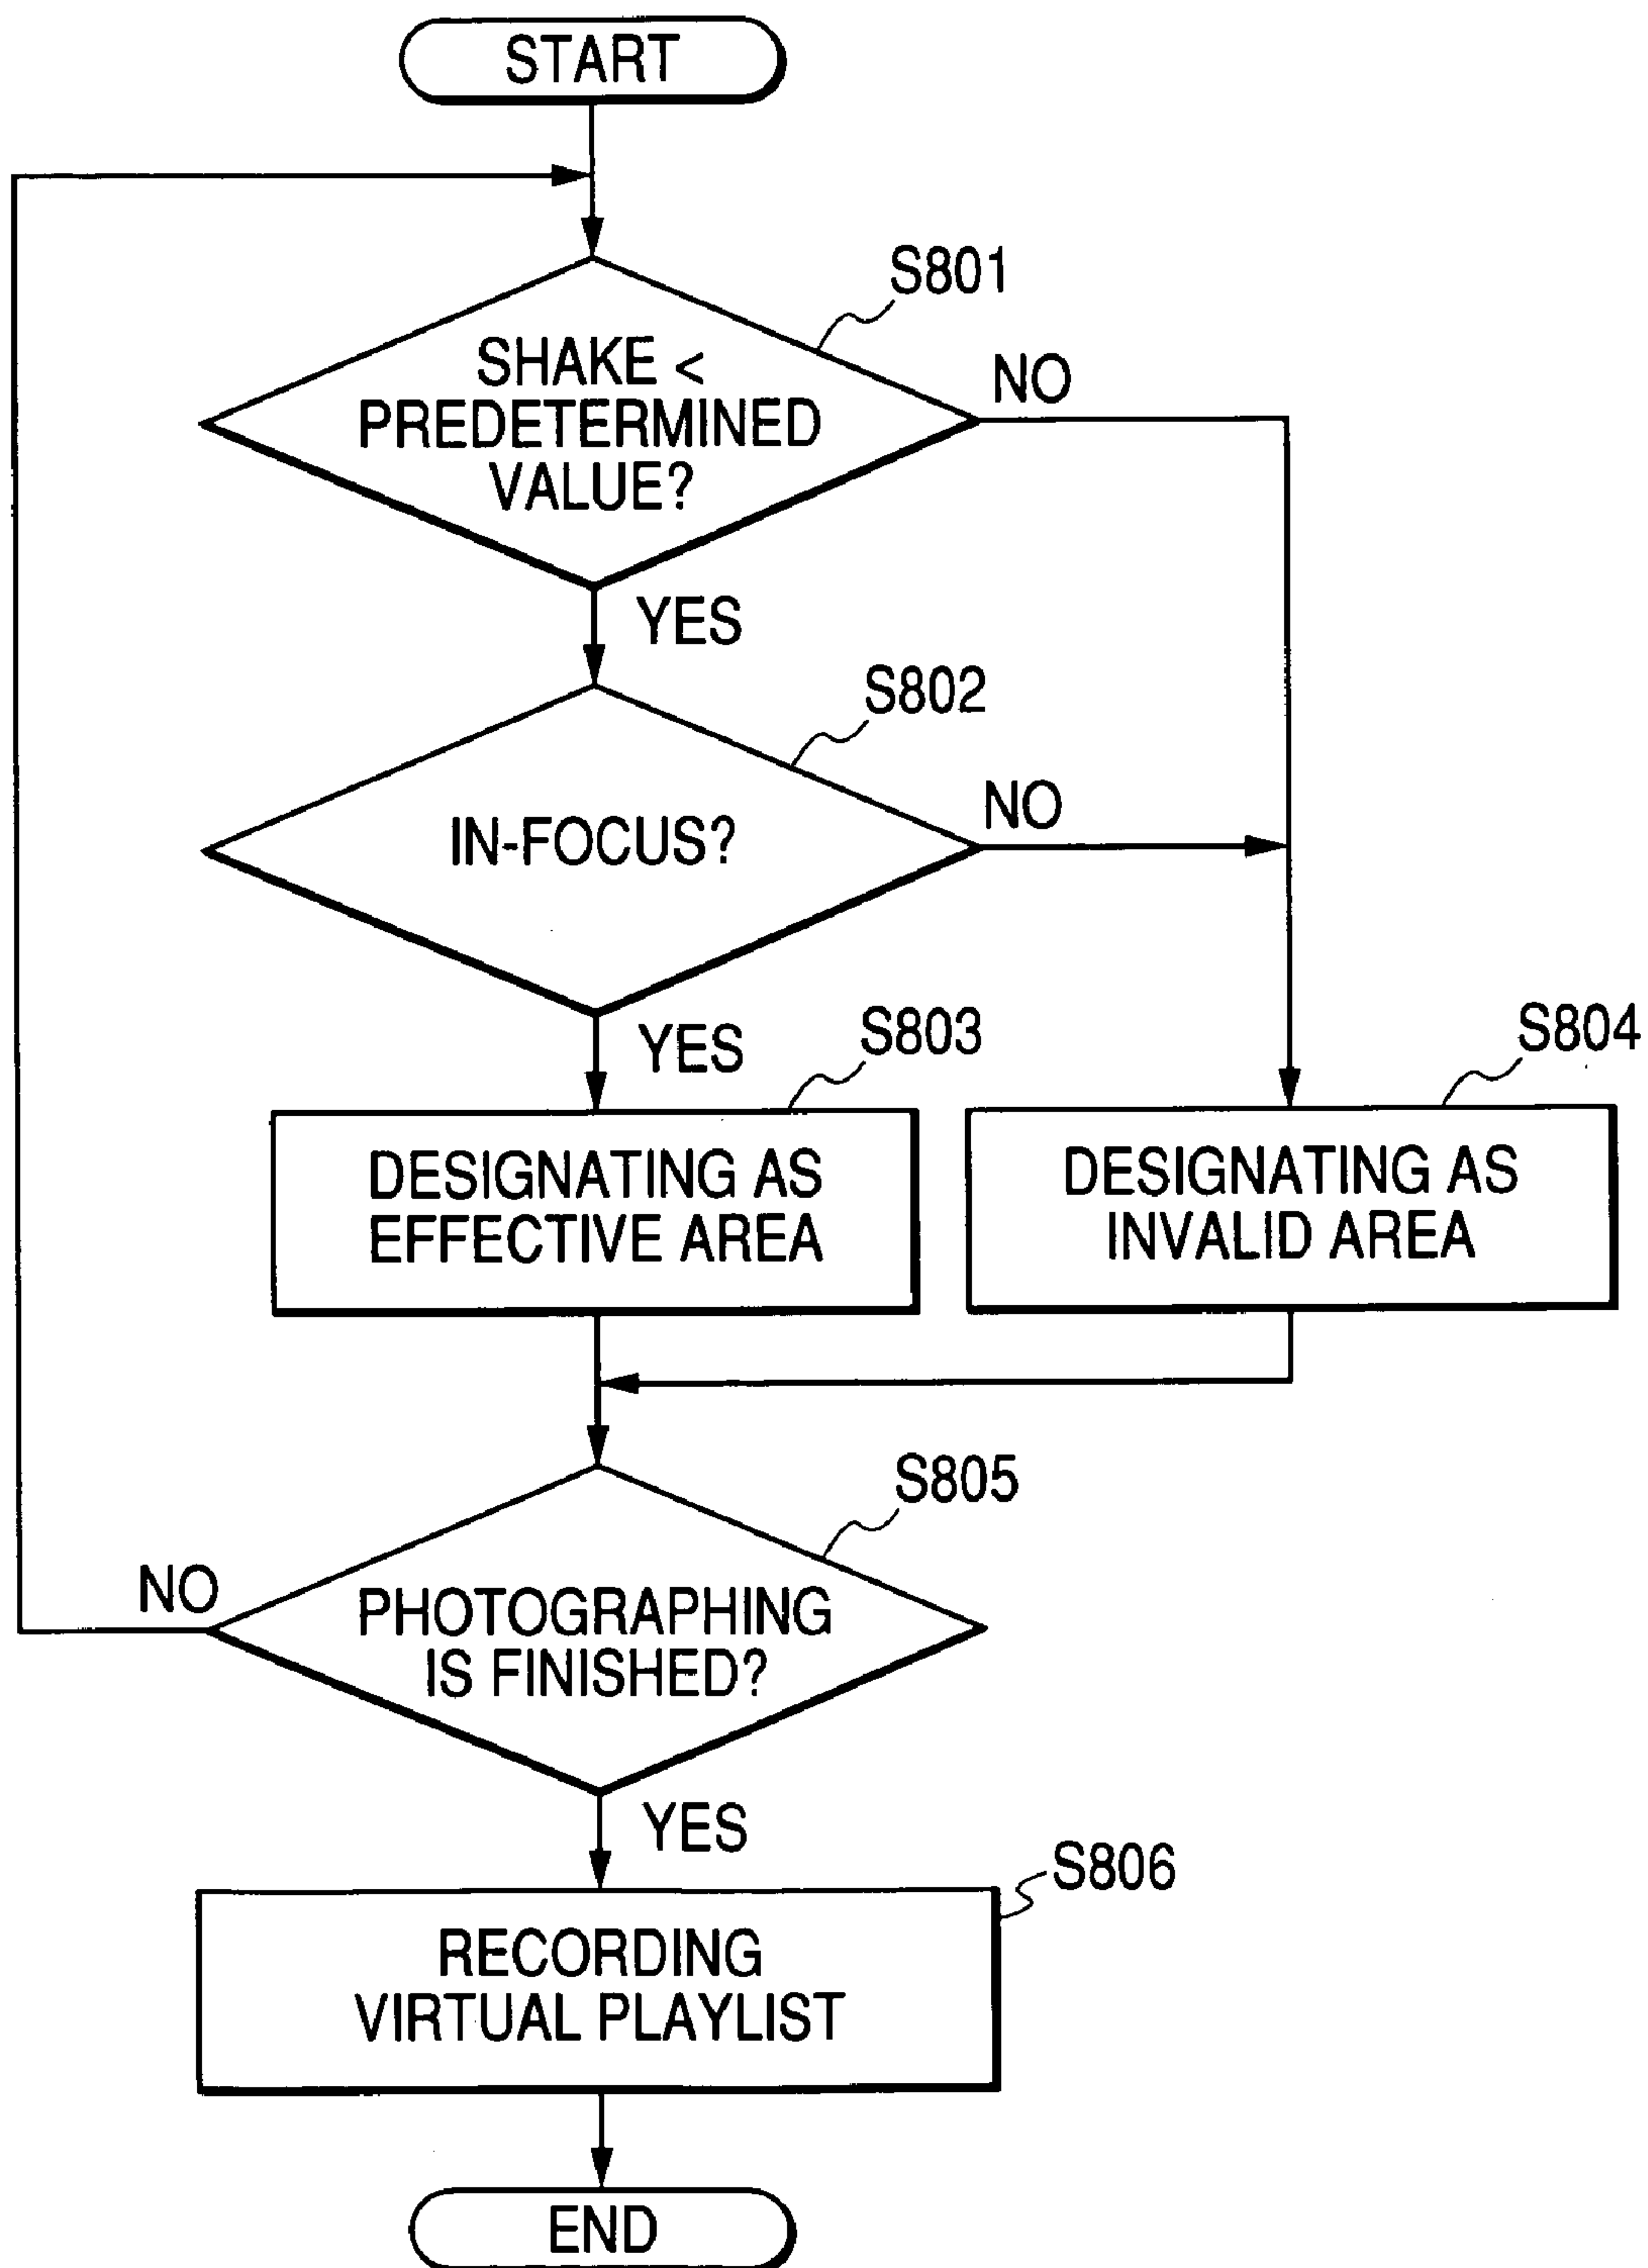 START
S801
SHAKE <
PREDETERMINED
VALUE?
NO
YES
S802
IN-FOCUS?
NO
YES
S803
DESIGNATING AS
EFFECTIVE AREA
S804
DESIGNATING AS
INVALID AREA
S805
PHOTOGRAPHING
IS FINISHED?
NO
YES
S806
RECORDING
VIRTUAL PLAYLIST
END